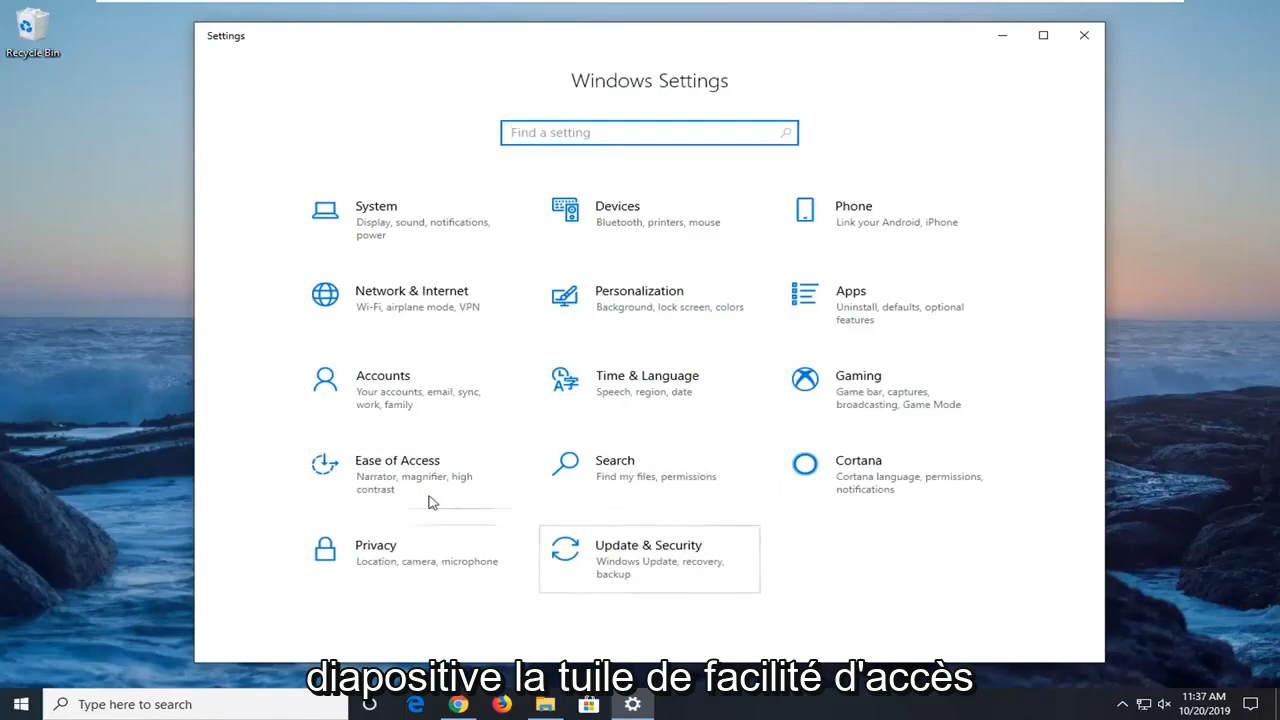 Recycle Bin
Settings
Windows Settings
Find a setting
System
Display, sound, notifications,
power
Devices
Bluetooth, printers, mouse
Phone
Link your Android, iPhone
Network & Internet
Wi-Fi, airplane mode, VPN
Personalization
Background, lock screen, colors
Apps
Uninstall, defaults, optional
features
Accounts
Your accounts, email, sync,
work, family
Time & Language
Speech, region, date
Gaming
Game bar, captures,
broadcasting, Game Mode
Ease of Access
Narrator, magnifier, high
contrast
Search
Find my files, permissions
Cortana
Cortana language, permissions,
notifications
Privacy
Location, camera, microphone
Update & Security
Windows Update, recovery,
backup
diapositive la tuile de facilité d'accès
Type here to search
11:37 AM
10/20/2019